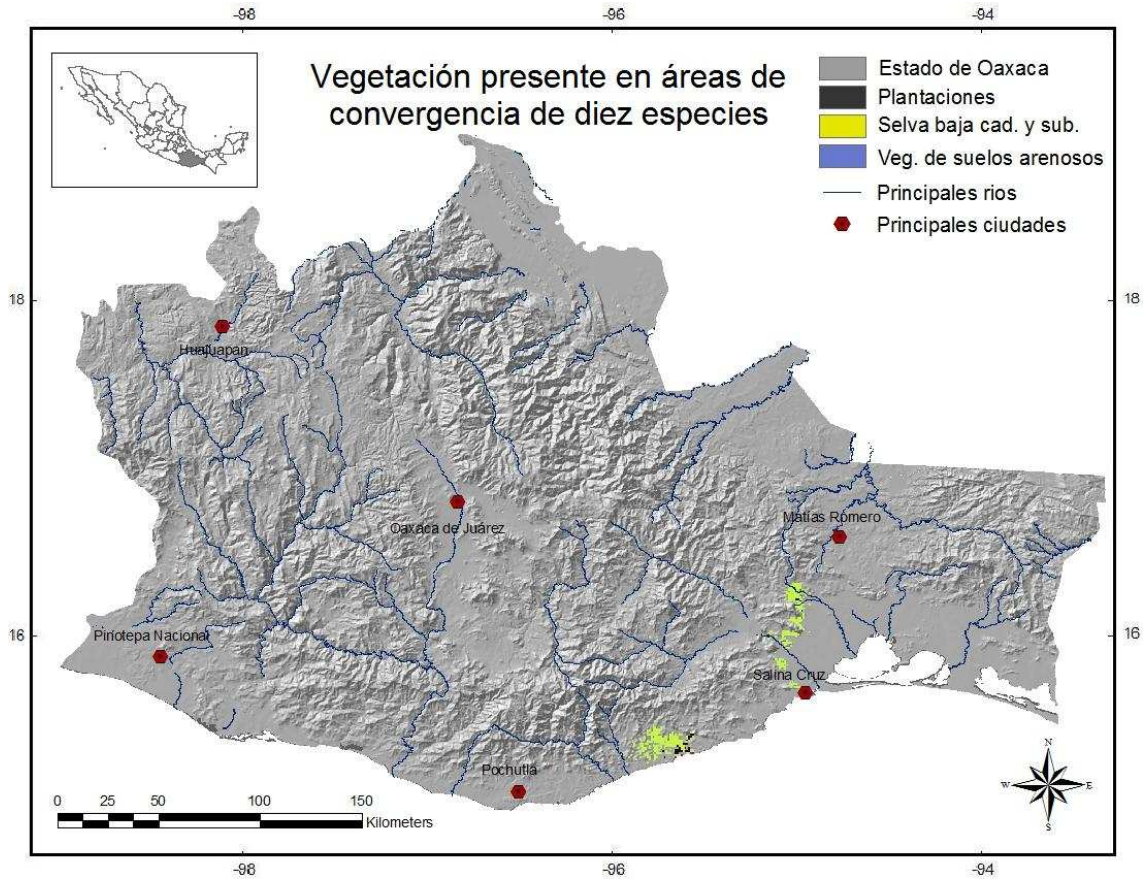 -98
-96
-94
Vegetación presente en áreas de
convergencia de diez especies
Estado de Oaxaca
Plantaciones
Selva baja cad. y sub.
Veg. de suelos arenosos
Principales rios
Principales ciudades
18
18
Huajuapan
Oaxaca de Juárez
Matías Romero
16
16
Pinotepa Nacional
Salina Cruz
Pochutla
N
W
E
S
0 25 50 100 150
Kilometers
-98
-96
-94